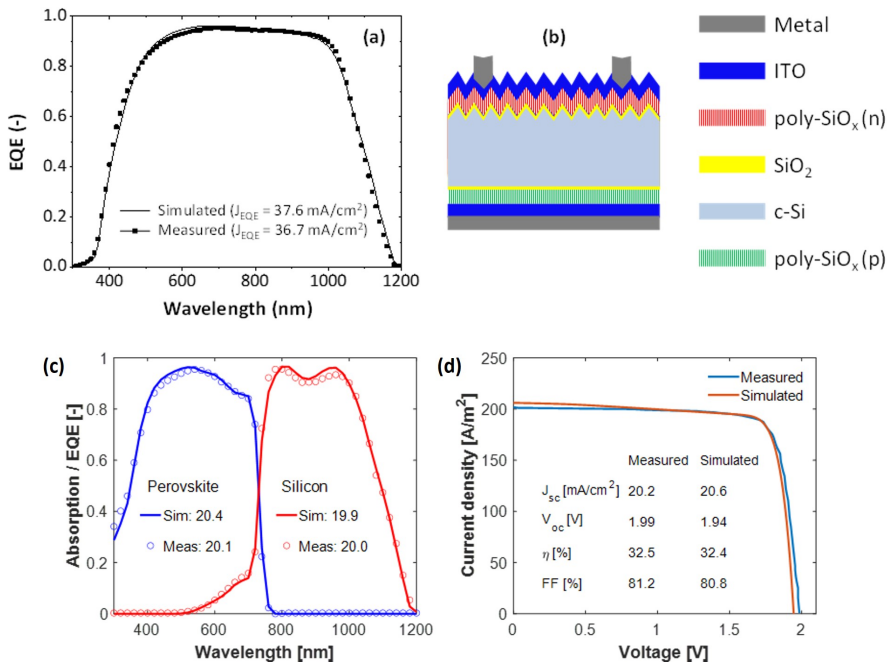 (a)
1.0
0.8
0.6
0.4
0.2
0.0
EQE (-)
Simulated (J_EQE = 37.6 mA/cm²)
Measured (J_EQE = 36.7 mA/cm²)
400 600 800 1000 1200
Wavelength (nm)
(b)
Metal
ITO
poly-SiOₓ(n)
SiO₂
c-Si
poly-SiOₓ(p)
(c)
1
0.8
0.6
0.4
0.2
0
Absorption / EQE [-]
Perovskite Silicon
Sim: 20.4 Sim: 19.9
Meas: 20.1 Meas: 20.0
400 600 800 1000 1200
Wavelength [nm]
(d)
250
200
150
100
50
0
Current density [A/m²]
Measured
Simulated
Measured Simulated
J_sc [mA/cm²] 20.2 20.6
V_oc [V] 1.99 1.94
η [%] 32.5 32.4
FF [%] 81.2 80.8
0 0.5 1 1.5 2
Voltage [V]